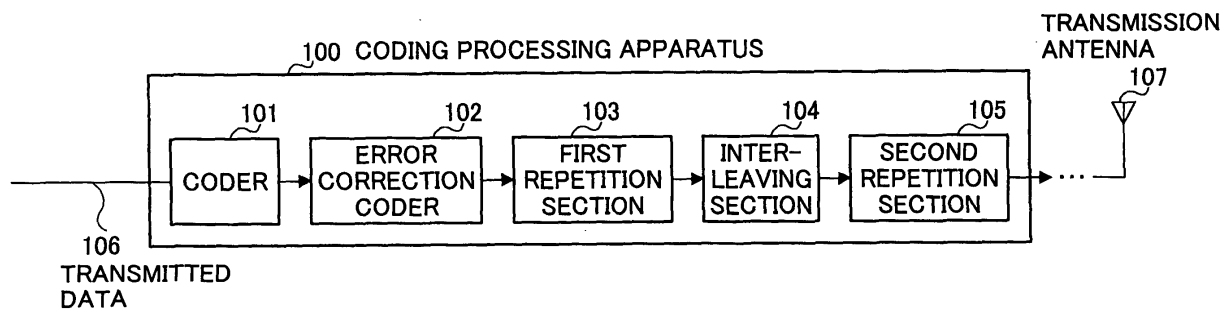 100 CODING PROCESSING APPARATUS
TRANSMISSION
ANTENNA
107
101
CODER
102
ERROR
CORRECTION
CODER
103
FIRST
REPETITION
SECTION
104
INTER-
LEAVING
SECTION
105
SECOND
REPETITION
SECTION
...
106
TRANSMITTED
DATA